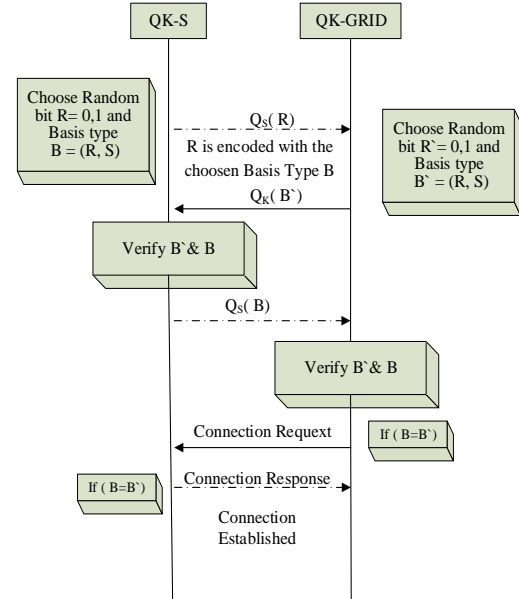 QK-S
QK-GRID
Choose Random
bit R= 0,1 and
Basis type
B = (R, S)
QS( R)
R is encoded with the
choosen Basis Type B
QK( B`)
Choose Random
bit R`= 0,1 and
Basis type
B` = (R, S)
Verify B`& B
QS( B)
Verify B`& B
Connection Requext
If ( B=B`)
If ( B=B`)
Connection Response
Connection
Established